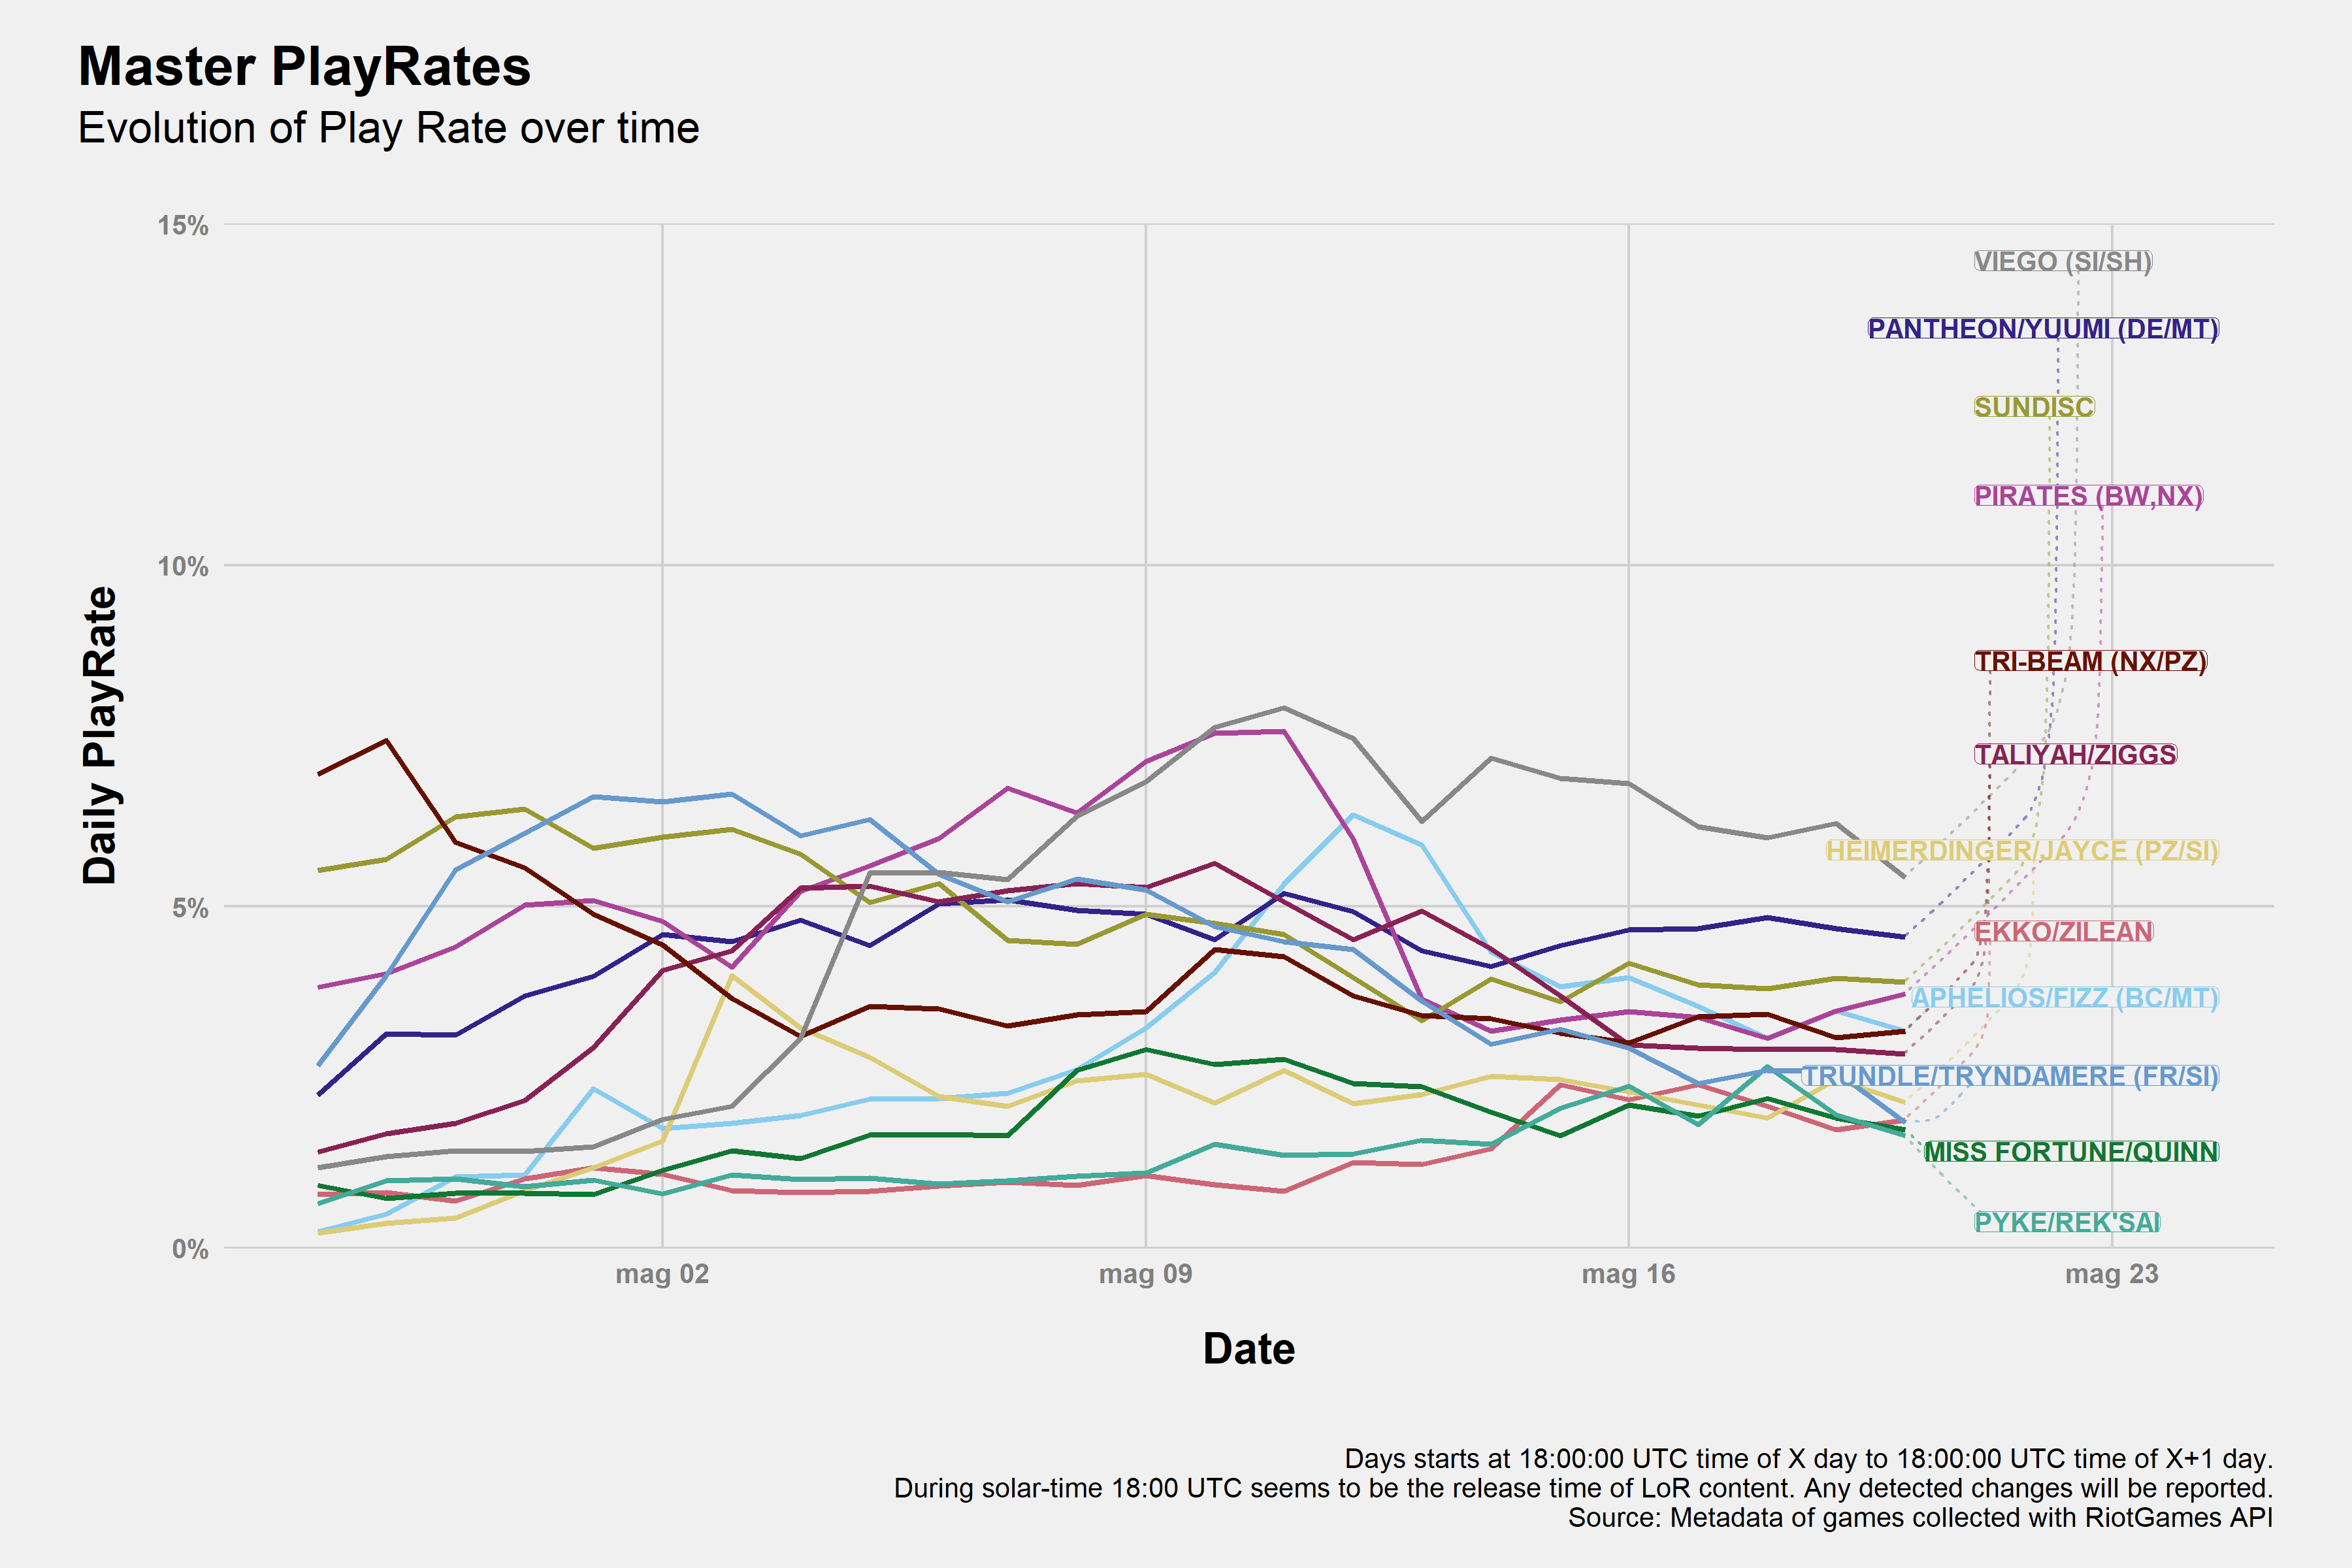 Master PlayRates
Evolution of Play Rate over time
15%
10%
5%
0%
Daily PlayRate
VIEGO (SI/SH)
PANTHEON/YUUMI (DE/MT)
SUNDISC
PIRATES (BW,NX)
TRI-BEAM (NX/PZ)
TALIYAH/ZIGGS
HEIMERDINGER/JAYCE (PZ/SI)
EKKO/ZILEAN
APHELIOS/FIZZ (BC/MT)
TRUNDLE/TRYNDAMERE (FR/SI)
MISS FORTUNE/QUINN
PYKE/REK'SAI
mag 02
mag 09
mag 16
mag 23
Date
Days starts at 18:00:00 UTC time of X day to 18:00:00 UTC time of X+1 day.
During solar-time 18:00 UTC seems to be the release time of LoR content. Any detected changes will be reported.
Source: Metadata of games collected with RiotGames API